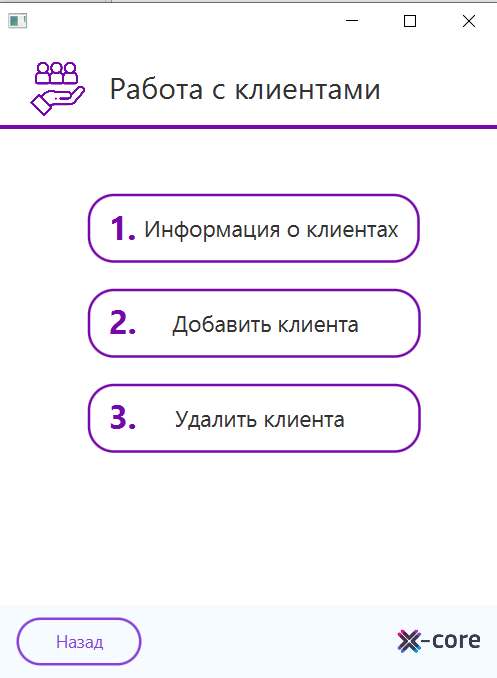 Работа с клиентами
1. Информация о клиентах
2. Добавить клиента
3. Удалить клиента
Назад
X-core